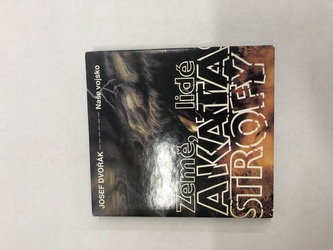 JOSEF DVOŘÁK — — — — — Naše vojsko
Země, lidé
A KATA
STROFY